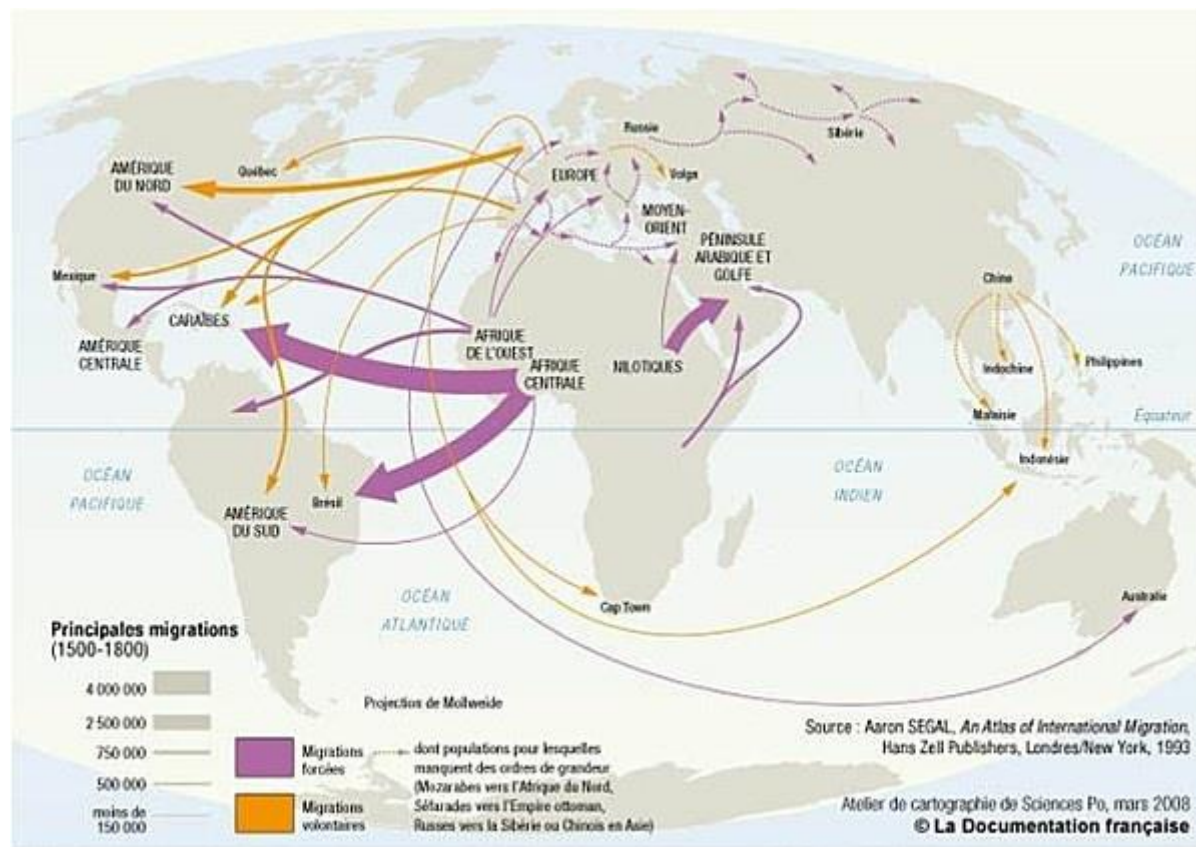 Russie
Sibérie
AMÉRIQUE
DU NORD
Québec
EUROPE
Volga
MOYEN-
ORIENT
PÉNINSULE
ARABIQUE ET
GOLFE
OCÉAN
PACIFIQUE
Mexique
Chine
CARAÏBES
AMÉRIQUE
CENTRALE
AFRIQUE
DE L'OUEST
AFRIQUE
CENTRALE
NILOTIQUES
Indochine
Philippines
Malaisie
Équateur
Indonésie
OCÉAN
PACIFIQUE
OCÉAN
INDIEN
AMÉRIQUE
DU SUD
Brésil
OCÉAN
ATLANTIQUE
Cap Town
Australie
Principales migrations
(1500-1800)
4 000 000
2 500 000
750 000
500 000
moins de
150 000
Projection de Mollweide
Migrations
forcées
Migrations
volontaires
dont populations pour lesquelles
manquent des ordres de grandeur
(Mozarabes vers l'Afrique du Nord,
Séfarades vers l'Empire ottoman,
Russes vers la Sibérie ou Chinois en Asie)
Source : Aaron SEGAL, An Atlas of International Migration,
Hans Zell Publishers, Londres/New York, 1993
Atelier de cartographie de Sciences Po, mars 2008
© La Documentation française